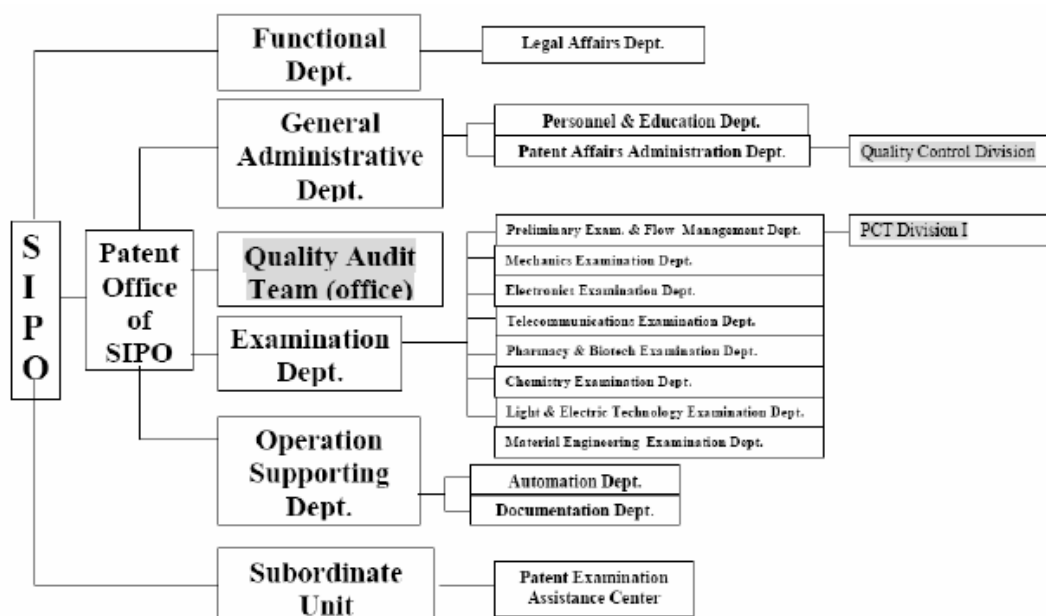 Functional
Dept.
Legal Affairs Dept.
General
Administrative
Dept.
Personnel & Education Dept.
Patent Affairs Administration Dept.
Quality Control Division
S
I
P
O
Patent
Office
of
SIPO
Quality Audit
Team (office)
Examination
Dept.
Preliminary Exam. & Flow Management Dept.
PCT Division I
Mechanics Examination Dept.
Electronics Examination Dept.
Telecommunications Examination Dept.
Pharmacy & Biotech Examination Dept.
Chemistry Examination Dept.
Light & Electric Technology Examination Dept.
Material Engineering Examination Dept.
Operation
Supporting
Dept.
Automation Dept.
Documentation Dept.
Subordinate
Unit
Patent Examination
Assistance Center